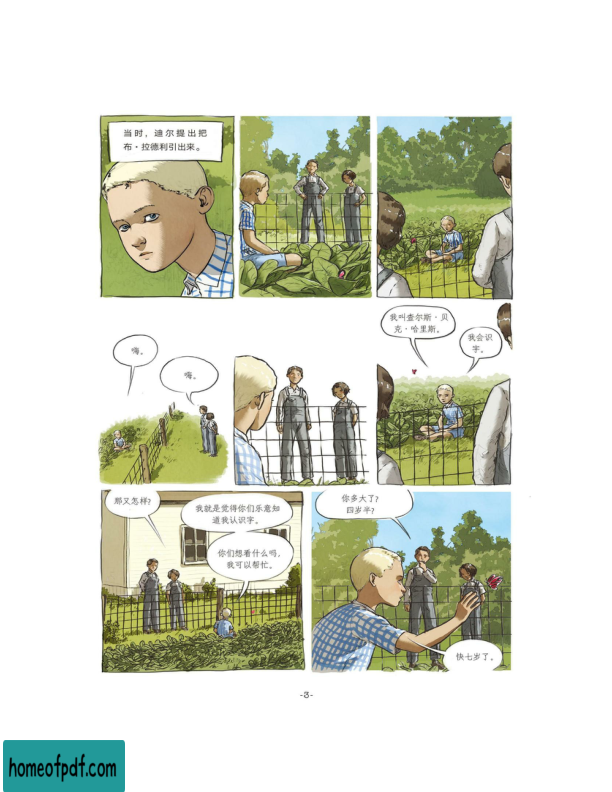 当时，迪尔提出把
布·拉德利引出来。
嗨。
嗨。
我叫查尔斯·贝
克·哈里斯。
我会识
字。
那又怎样?
我就是觉得你们乐意知
道我认识字。
你们想看什么吗，
我可以帮忙。
你多大了?
四岁半?
快七岁了。
-3-
homeofpdf.com